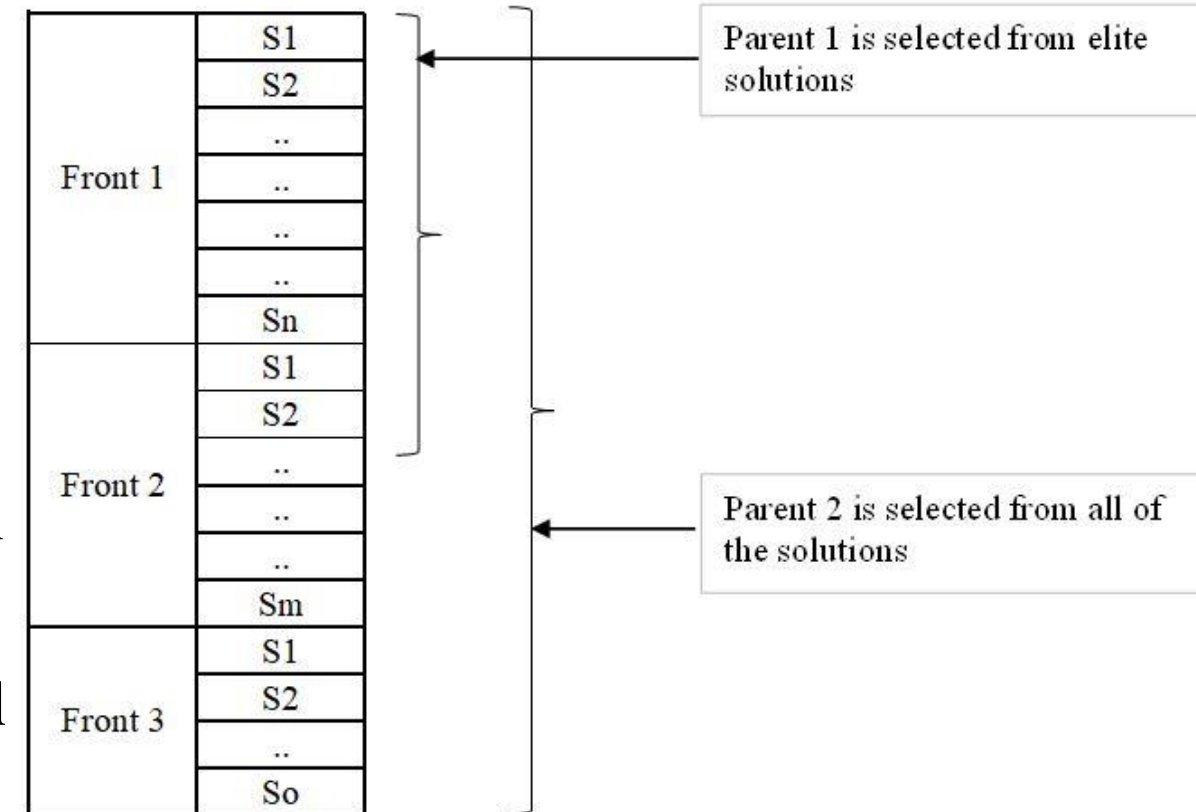 Front 1
S1
S2
..
..
..
..
Sn
Front 2
S1
S2
..
..
..
Sm
Front 3
S1
S2
..
So
Parent 1 is selected from elite
solutions
Parent 2 is selected from all of
the solutions